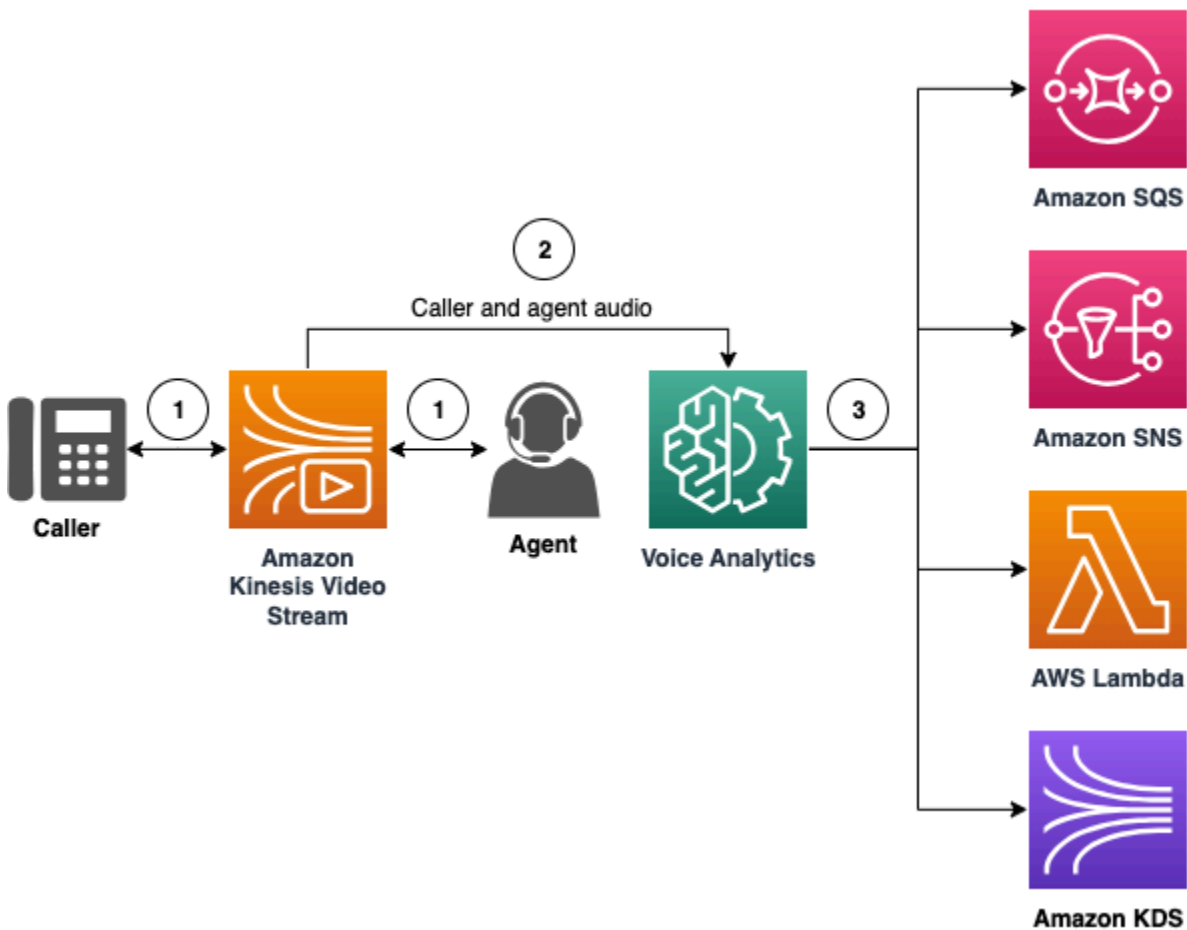 Amazon SQS
2
Caller and agent audio
Amazon SNS
1
1
3
Caller
Amazon
Kinesis Video
Stream
Agent
Voice Analytics
AWS Lambda
Amazon KDS